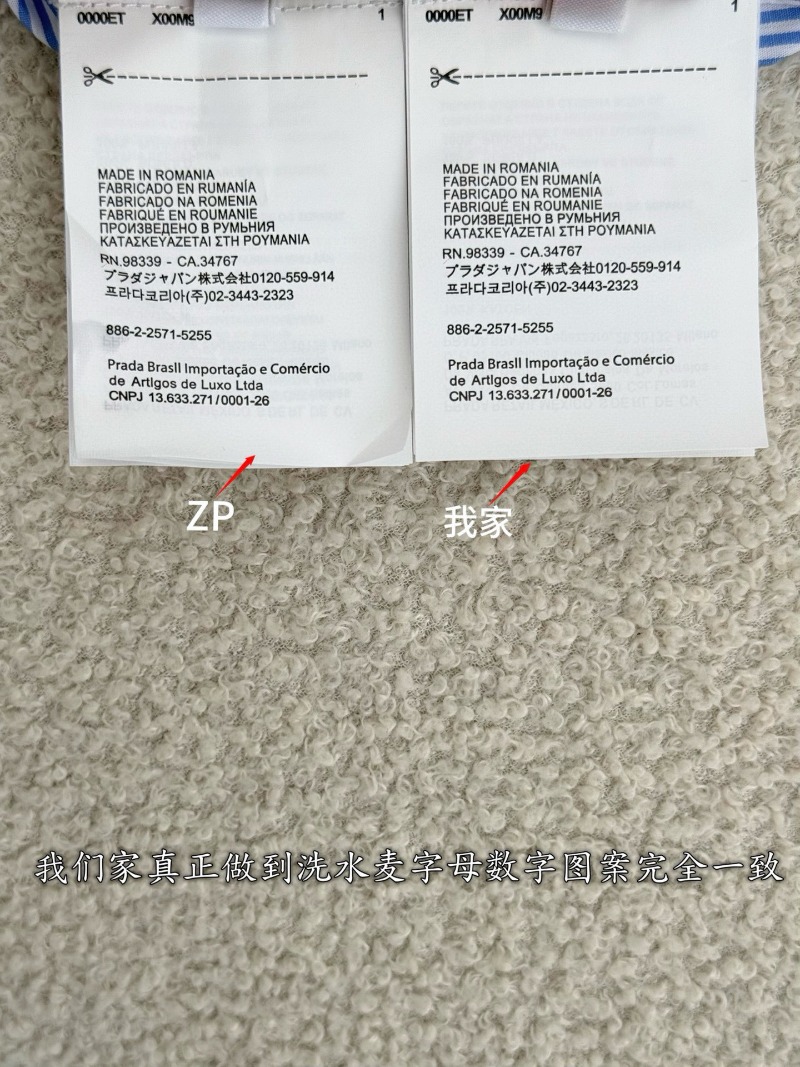 0000ET X00M9 1
MADE IN ROMANIA
FABRICADO EN RUMANÍA
FABRICADO NA ROMENIA
FABRIQUÉ EN ROUMANIE
ПРОИЗВЕДЕНО В РУМЬНИЯ
ΚΑΤΑΣΚΕΥΑΖΕΤΑΙ ΣΤΗ ΡΟΥΜΑΝΙΑ
RN.98339 - CA.34767
プラダジャパン株式会社0120-559-914
프라다코리아(주)02-3443-2323
886-2-2571-5255
Prada Brasll Importação e Comércio
de Artlgos de Luxo Ltda
CNPJ 13.633.271/0001-26
ZP
0000ET X00M9 1
MADE IN ROMANIA
FABRICADO EN RUMANÍA
FABRICADO NA ROMENIA
FABRIQUÉ EN ROUMANIE
ПРОИЗВЕДЕНО В РУМЬНИЯ
ΚΑΤΑΣΚΕΥΑΖΕΤΑΙ ΣΤΗ ΡΟΥΜΑΝΙΑ
RN.98339 - CA.34767
プラダジャパン株式会社0120-559-914
프라다코리아(주)02-3443-2323
886-2-2571-5255
Prada Brasll Importação e Comércio
de Artlgos de Luxo Ltda
CNPJ 13.633.271/0001-26
我家
我们家真正做到洗水麦字母数字图案完全一致